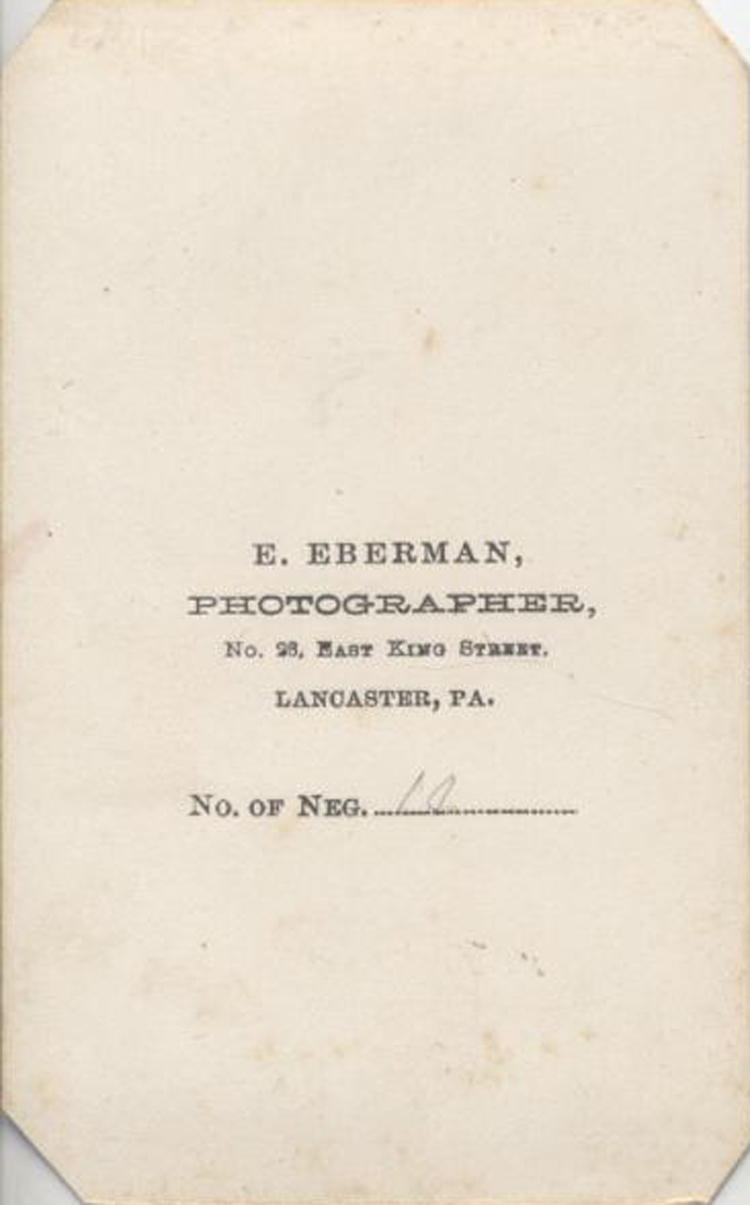 E. EBERMAN,
PHOTOGRAPHER,
No. 26, East King Street.
LANCASTER, PA.
No. of Neg.